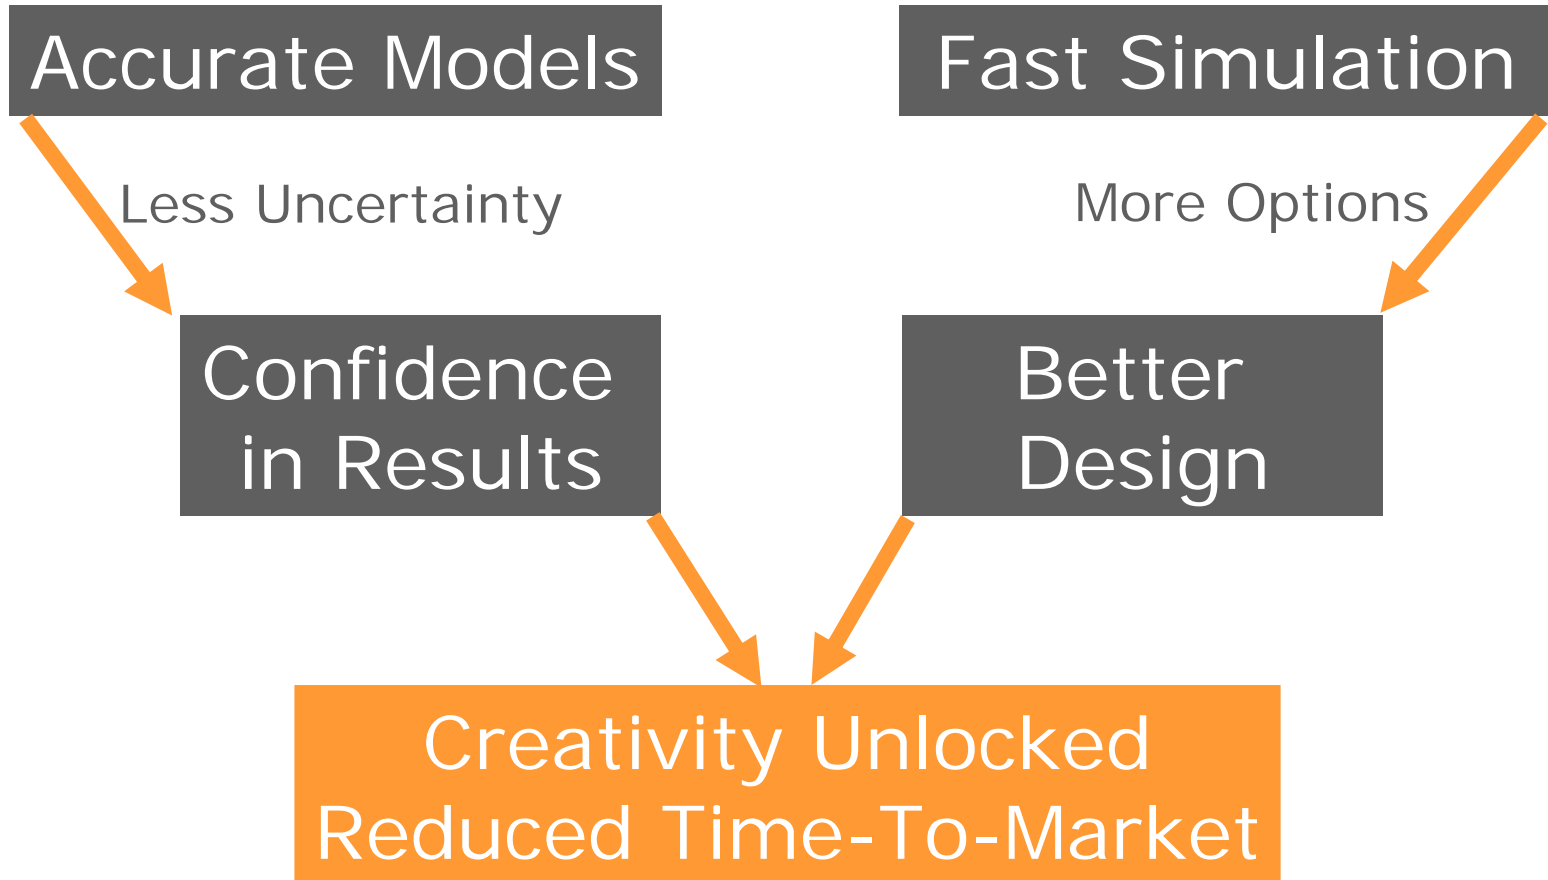 Accurate Models
Fast Simulation
Less Uncertainty
More Options
Confidence
in Results
Better
Design
Creativity Unlocked
Reduced Time-To-Market